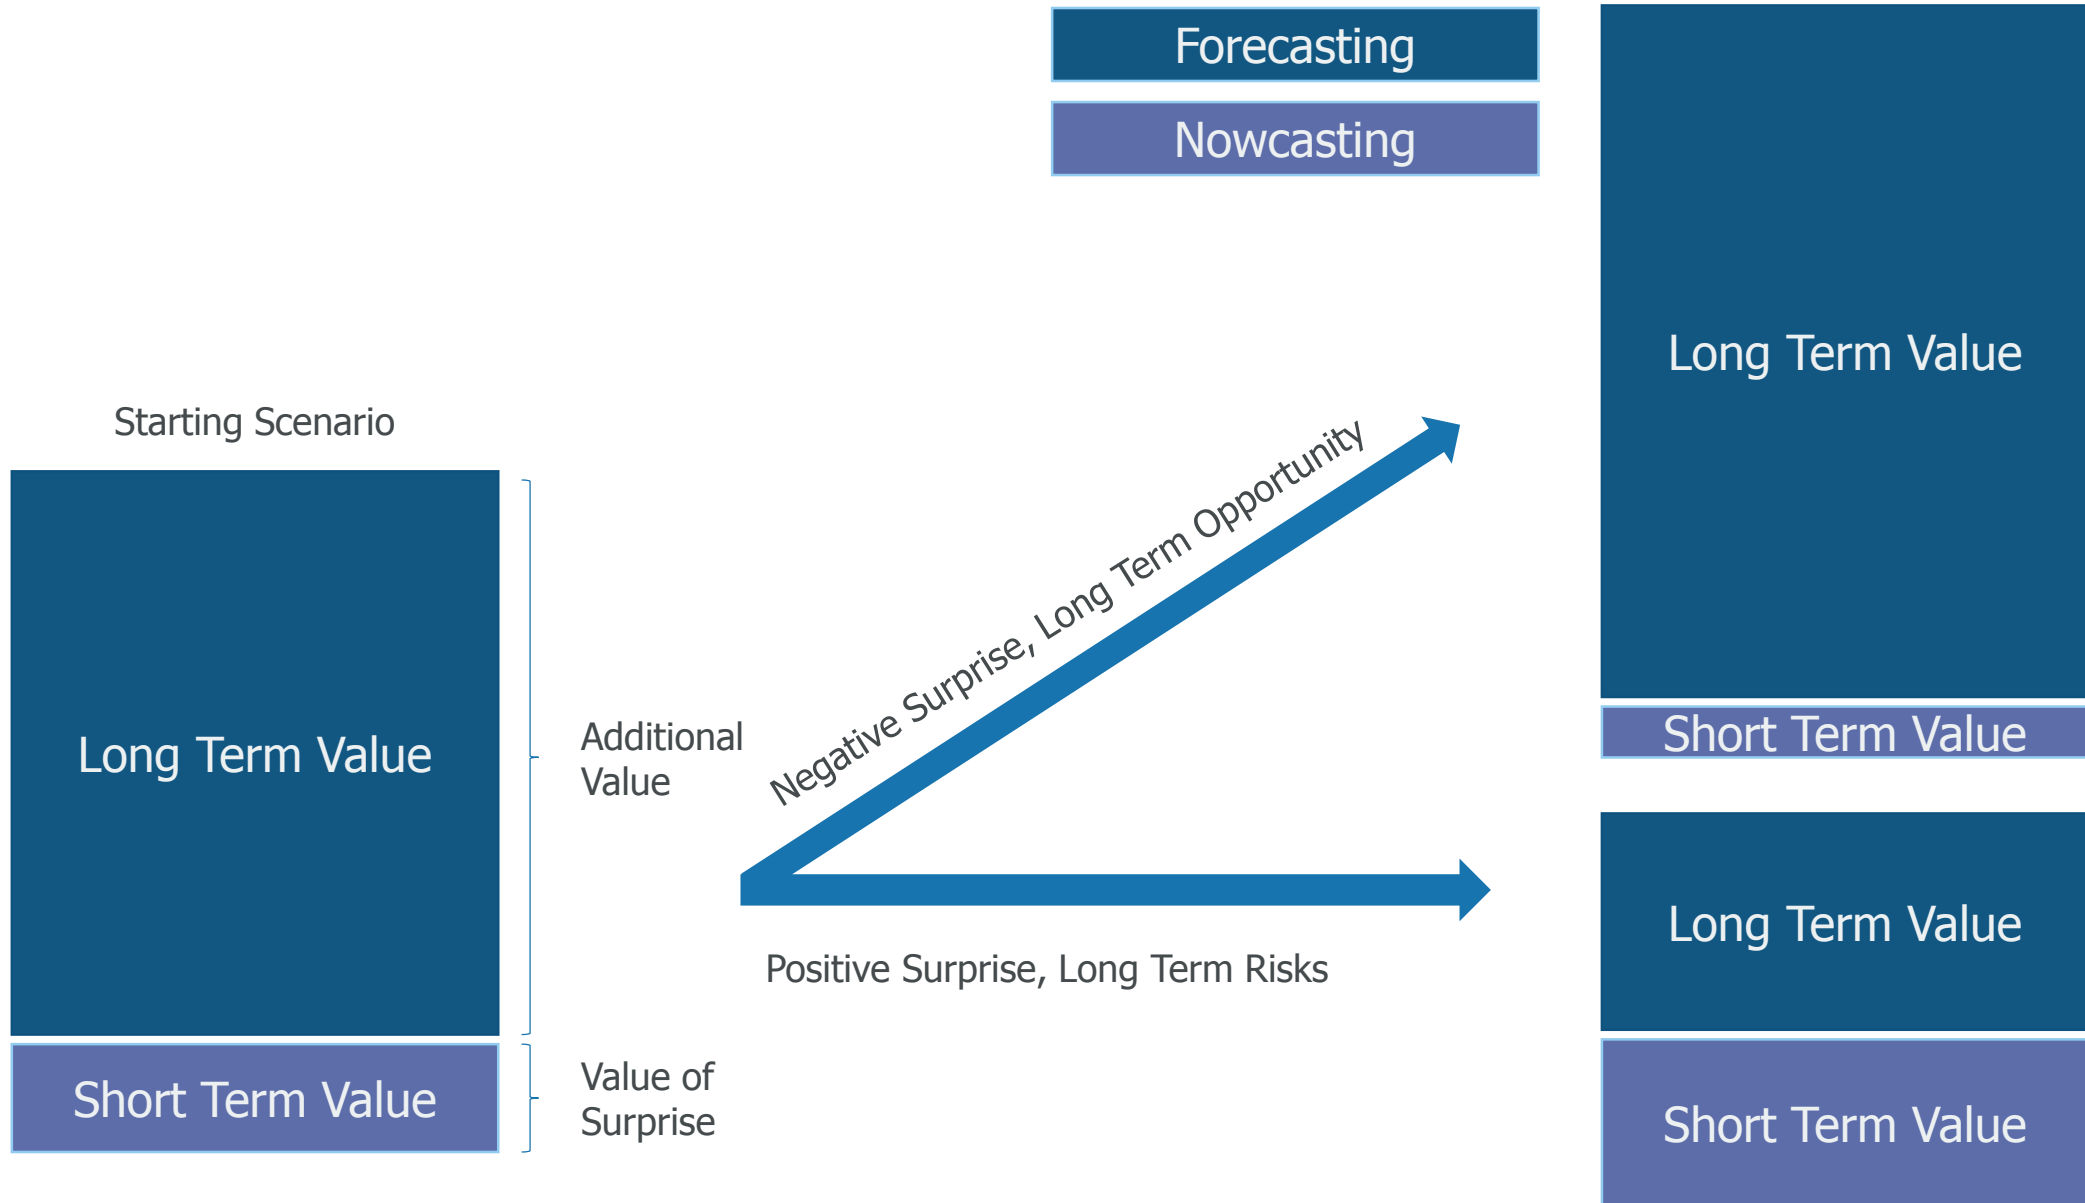 Forecasting
Nowcasting
Starting Scenario
Long Term Value
Short Term Value
Additional
Value
Value of
Surprise
Negative Surprise, Long Term Opportunity
Positive Surprise, Long Term Risks
Long Term Value
Short Term Value
Long Term Value
Short Term Value